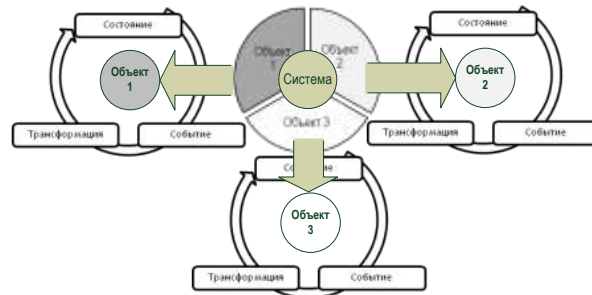 Состояние
Объект
1
Трансформация
Событие
Объект
1
Объект
2
Система
Объект 3
Состояние
Объект
2
Трансформация
Событие
Объект
3
Трансформация
Событие